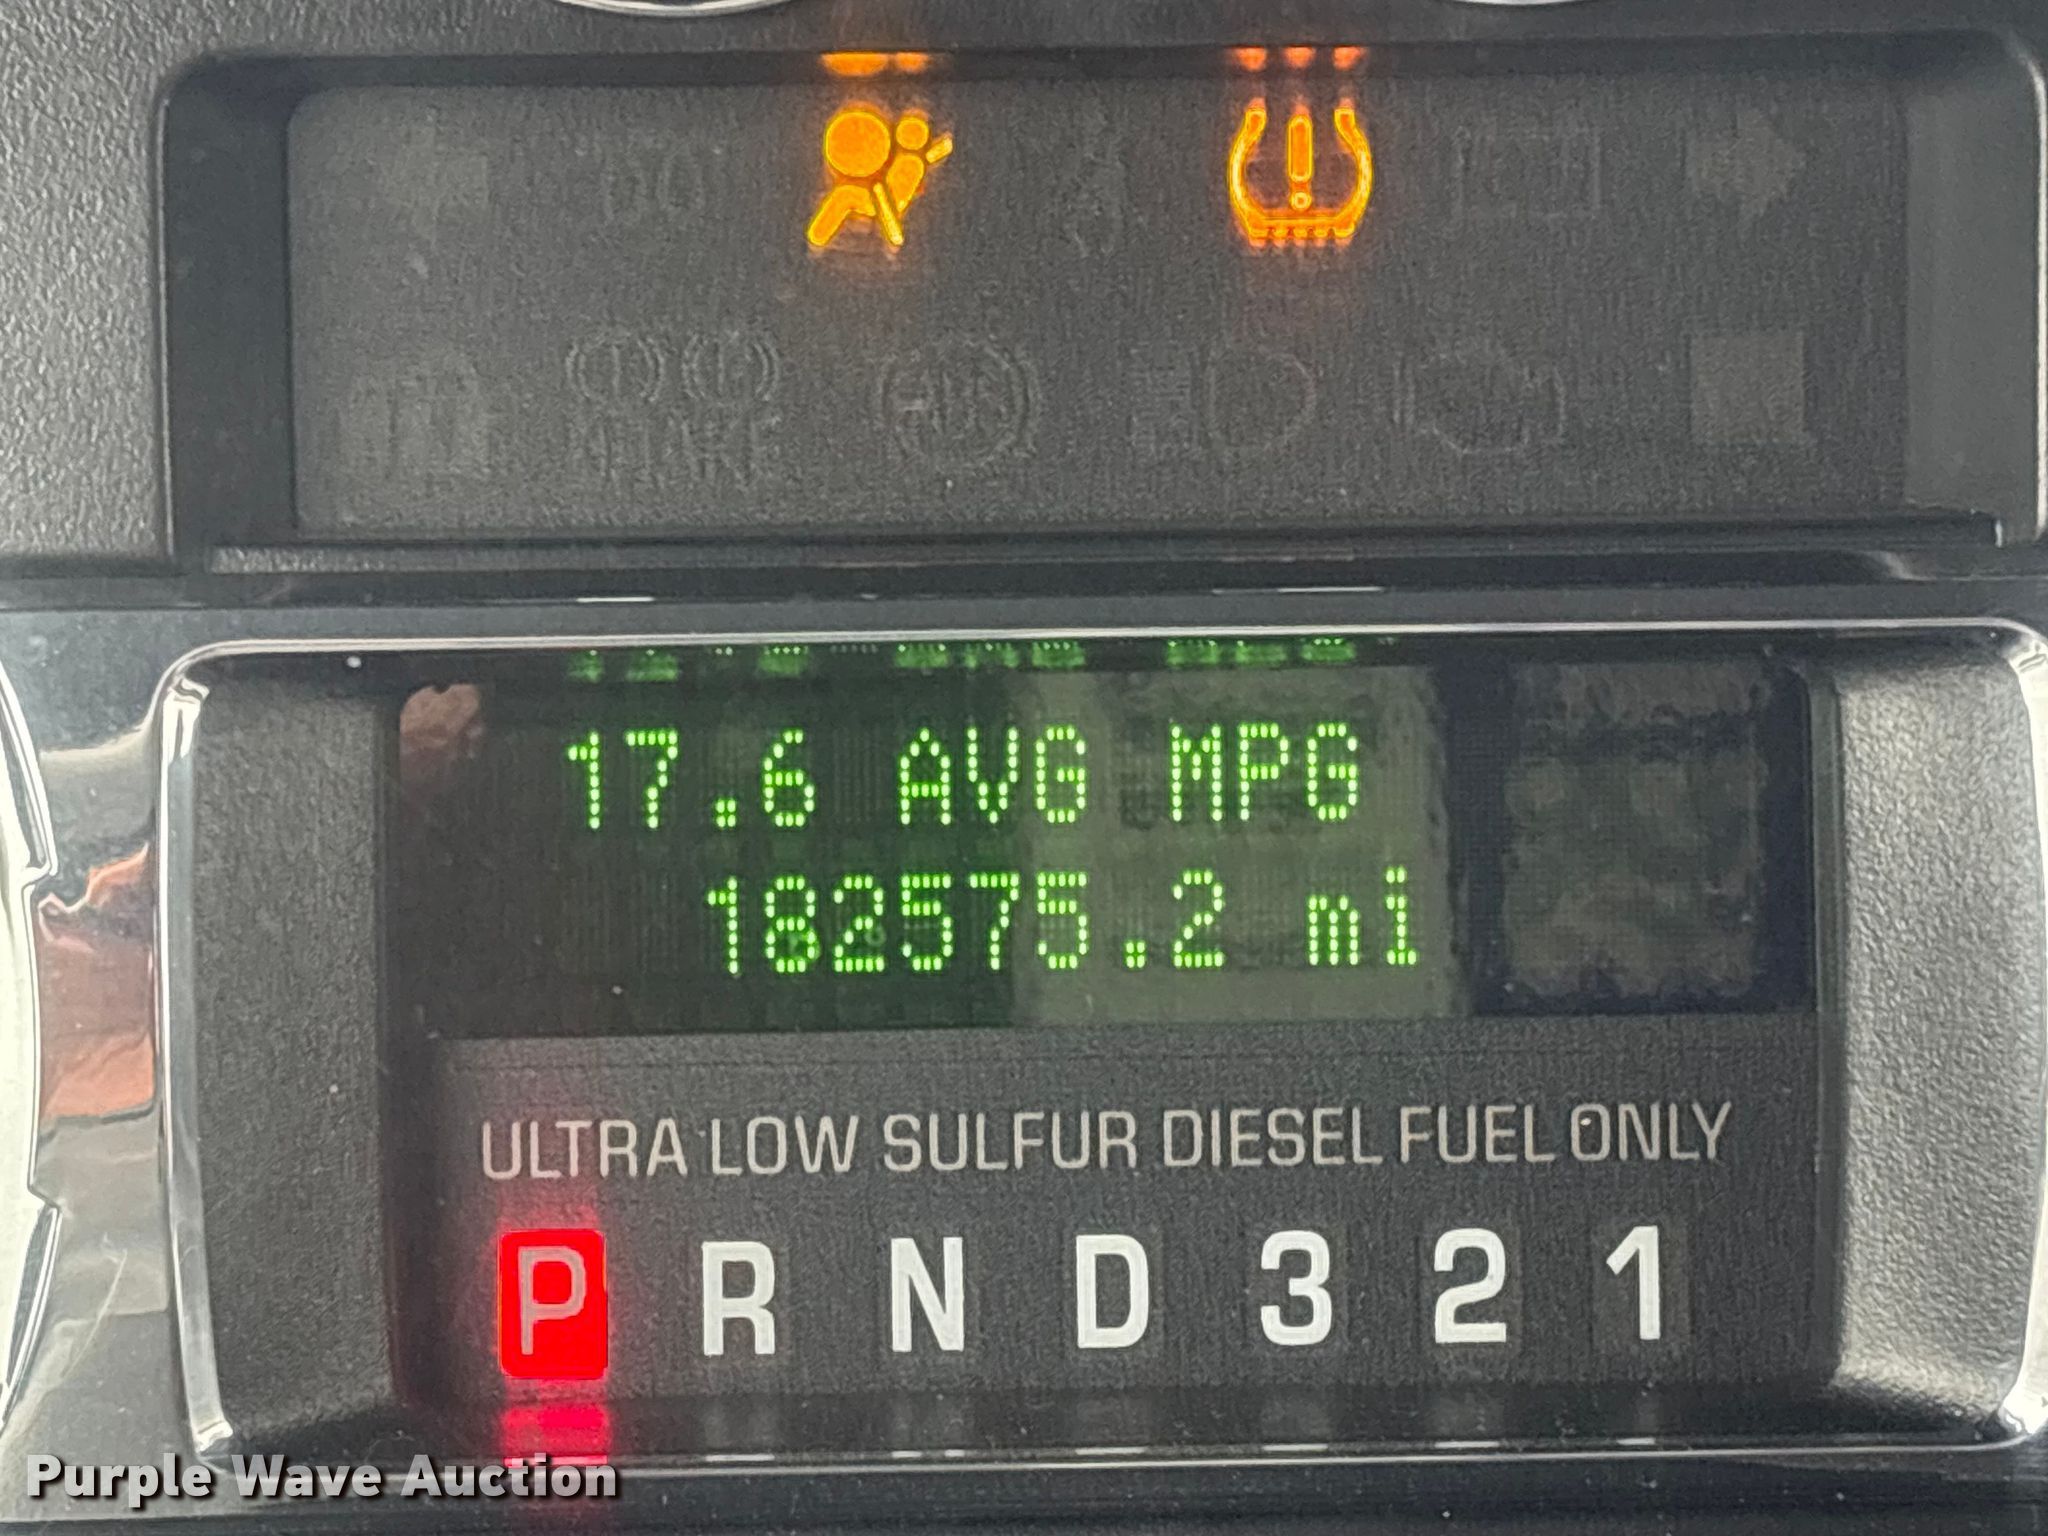 17.6 AVG MPG
182575.2 mi
ULTRA LOW SULFUR DIESEL FUEL ONLY
P R N D 3 2 1
Purple Wave Auction